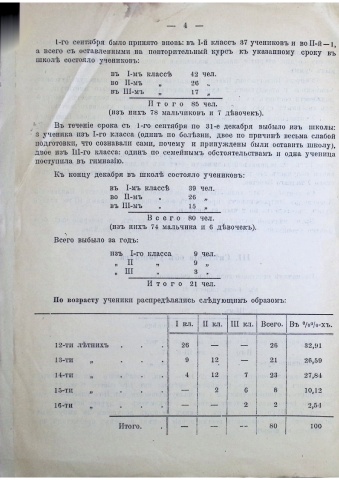 — 4 —
1-го сентября было принято вновь: въ I-й классъ 37 учениковъ и во II-й—1,
а всего съ оставленными на повторительный курсъ къ указанному сроку въ
школѣ состояло учениковъ:
въ I-мъ классѣ 42 чел.
во II-мъ „ 26 „
въ III-мъ „ 17 „
Итого 85 чел.
(изъ нихъ 78 мальчиковъ и 7 дѣвочекъ).
Въ теченіе срока съ 1-го сентября по 31-е декабря выбыло изъ школы:
3 ученика изъ I-го класса (одинъ по болѣзни, двое по причинѣ весьма слабой
подготовки, что сознавали сами, почему и принуждены были оставить школу),
двое изъ III-го класса: одинъ по семейнымъ обстоятельствамъ и одна ученица
поступила въ гимназію.
Къ концу декабря въ школѣ состояло учениковъ:
въ I-мъ классѣ 39 чел.
во II-мъ „ 26 „
въ III-мъ „ 15 „
Всего 80 чел.
(изъ нихъ 74 мальчика и 6 дѣвочекъ).
Всего выбыло за годъ:
изъ I-го класса 9 чел.
„ II „ 9 „
„ III „ 3 „
Итого 21 чел.
По возрасту ученики распредѣлялись слѣдующимъ образомъ:
I кл. II кл. III кл. Всего. Въ %/%-хъ.
12-ти лѣтнихъ . . . 26 — — 26 32,91
13-ти „ . . . 9 12 — 21 26,59
14-ти „ . . . 4 12 7 23 27,84
15-ти „ . . . — 2 6 8 10,12
16-ти „ . . . — — 2 2 2,54
Итого. . — — — 80 100